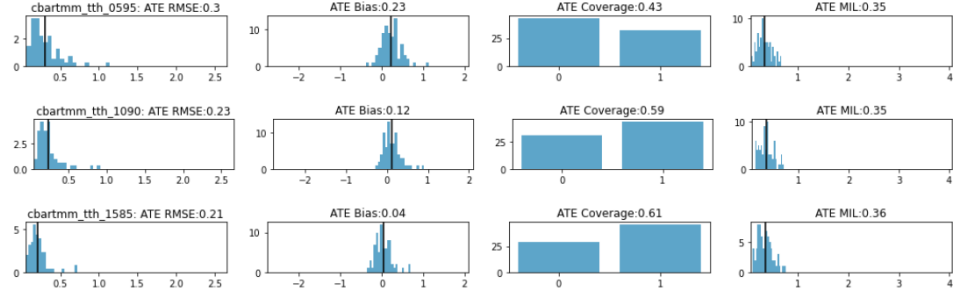 cbartmm_tth_0595: ATE RMSE:0.3 ATE Bias:0.23 ATE Coverage:0.43 ATE MIL:0.35
2
0
0.5 1.0 1.5 2.0 2.5
10
0
−2 −1 0 1 2
25
0
0 1
10
5
0
1 2 3 4
cbartmm_tth_1090: ATE RMSE:0.23 ATE Bias:0.12 ATE Coverage:0.59 ATE MIL:0.35
2.5
0.0
0.5 1.0 1.5 2.0 2.5
10
0
−2 −1 0 1 2
25
0
0 1
10
5
0
1 2 3 4
cbartmm_tth_1585: ATE RMSE:0.21 ATE Bias:0.04 ATE Coverage:0.61 ATE MIL:0.36
5
0
0.5 1.0 1.5 2.0 2.5
10
0
−2 −1 0 1 2
25
0
0 1
5
0
1 2 3 4